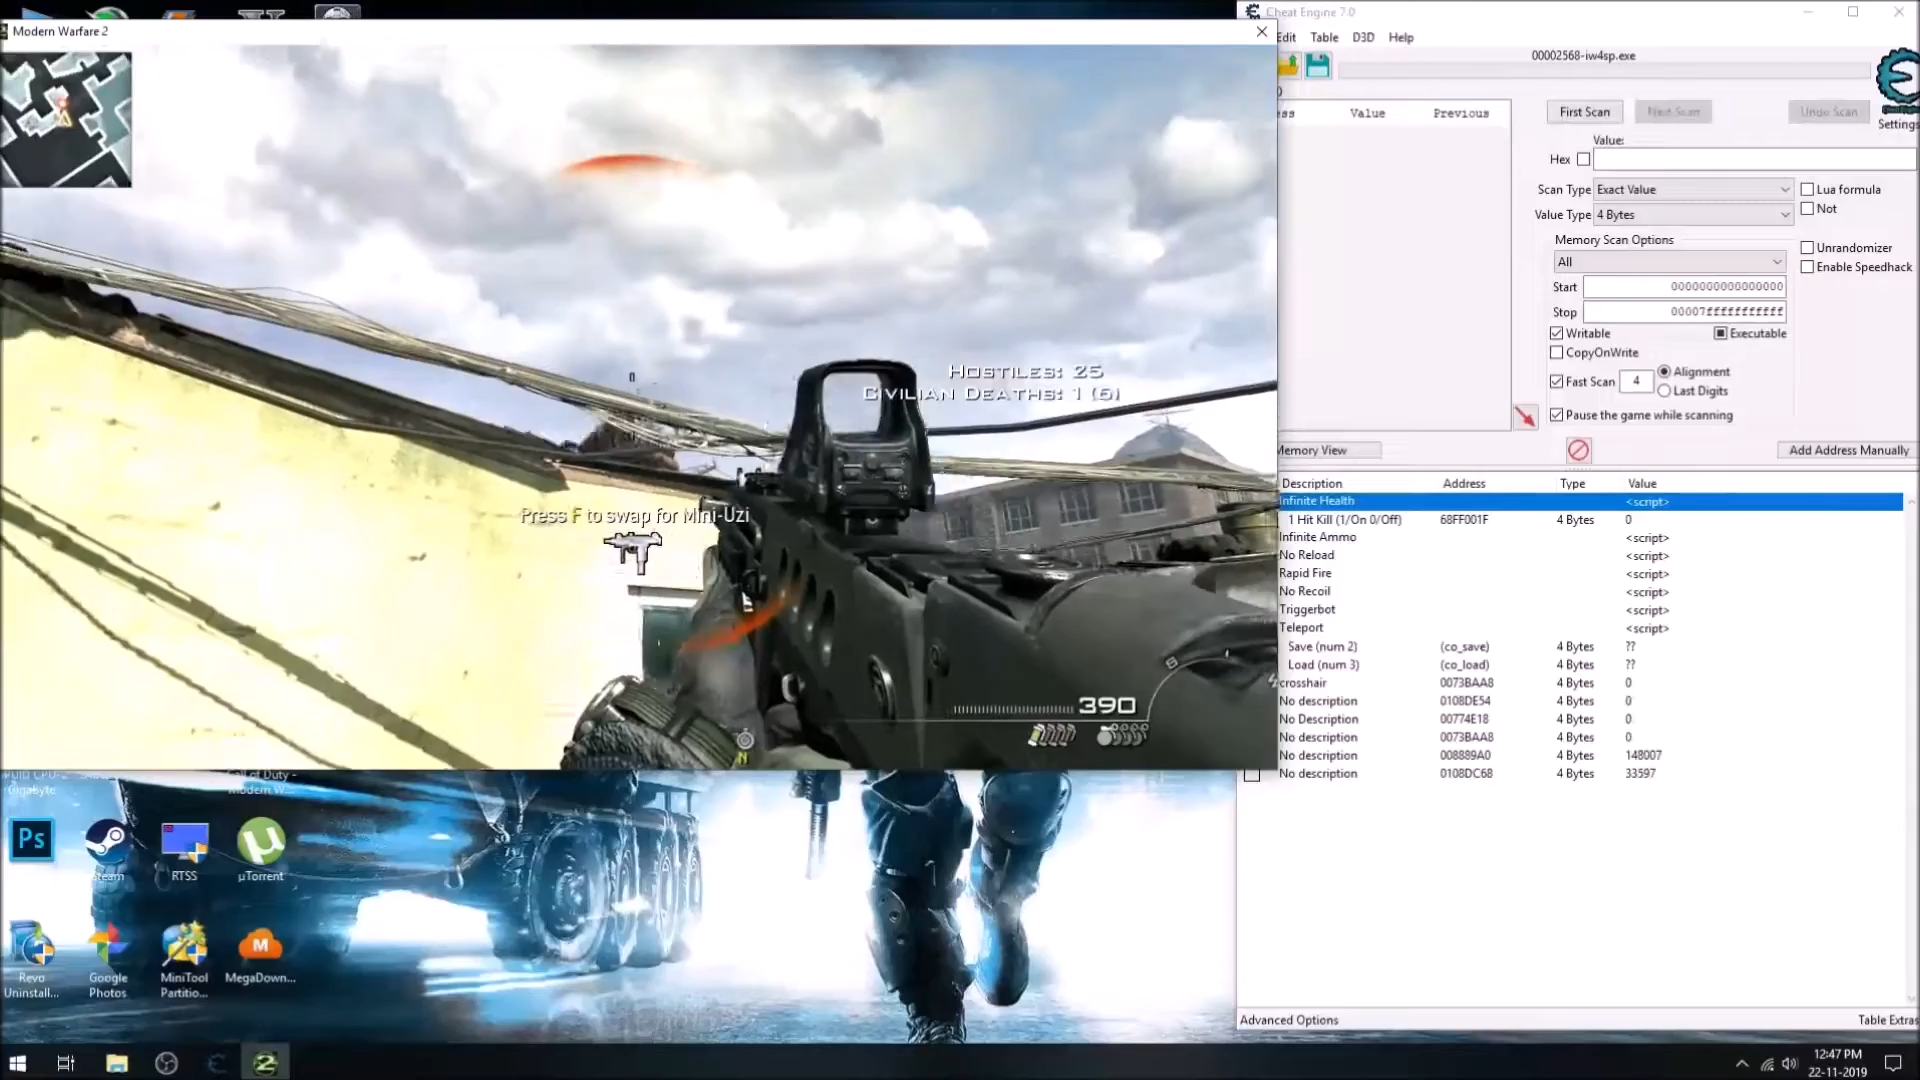 Modern Warfare 2
Hostiles: 25
Civilian Deaths: 1 (6)
Press F to swap for Mini-Uzi
390
N
Cheat Engine 7.0
Edit Table D3D Help
00002568-iw4sp.exe
Value Previous
First Scan Next Scan Undo Scan
Settings
Value:
Hex
Scan Type Exact Value
Lua formula
Value Type 4 Bytes
Not
Memory Scan Options
All
Unrandomizer
Enable Speedhack
Start 0000000000000000
Stop 00007fffffffffff
Writable Executable
CopyOnWrite
Fast Scan 4 Alignment
Last Digits
Pause the game while scanning
Memory View Add Address Manually
Description Address Type Value
Infinite Health <script>
1 Hit Kill (1/On 0/Off) 68FF001F 4 Bytes 0
Infinite Ammo <script>
No Reload <script>
Rapid Fire <script>
No Recoil <script>
Triggerbot <script>
Teleport <script>
Save (num 2) (co_save) 4 Bytes ??
Load (num 3) (co_load) 4 Bytes ??
crosshair 0073BAA8 4 Bytes 0
No description 0108DE54 4 Bytes 0
No Description 00774E18 4 Bytes 0
No description 0073BAA8 4 Bytes 0
No description 008889A0 4 Bytes 148007
No description 0108DC68 4 Bytes 33597
Advanced Options Table Extras
Gigabyte
Call of Duty -
Modern W...
Ps
Steam
RTSS
µTorrent
Revo
Uninstall...
Google
Photos
MiniTool
Partitio...
M
MegaDown...
12:47 PM
22-11-2019